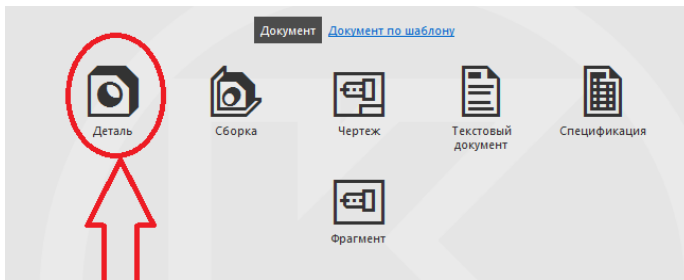 Документ Документ по шаблону
Деталь Сборка Чертеж Текстовый документ Спецификация
Фрагмент